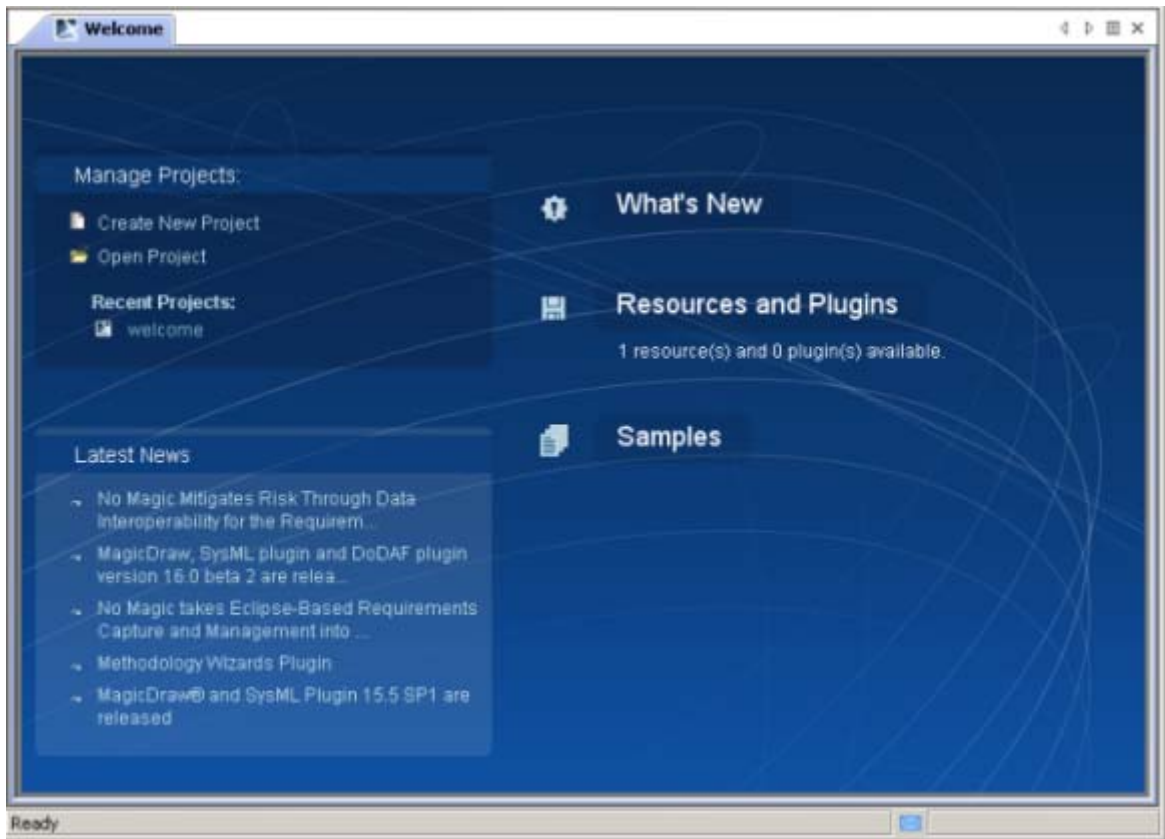 Welcome
Manage Projects:
Create New Project
Open Project
Recent Projects:
welcome
Latest News
No Magic Mitigates Risk Through Data
Interoperability for the Requirem...
MagicDraw, SysML plugin and DoDAF plugin
version 16.0 beta 2 are relea...
No Magic takes Eclipse-Based Requirements
Capture and Management into ...
Methodology Wizards Plugin
MagicDraw® and SysML Plugin 15.5 SP1 are
released
What's New
Resources and Plugins
1 resource(s) and 0 plugin(s) available.
Samples
Ready